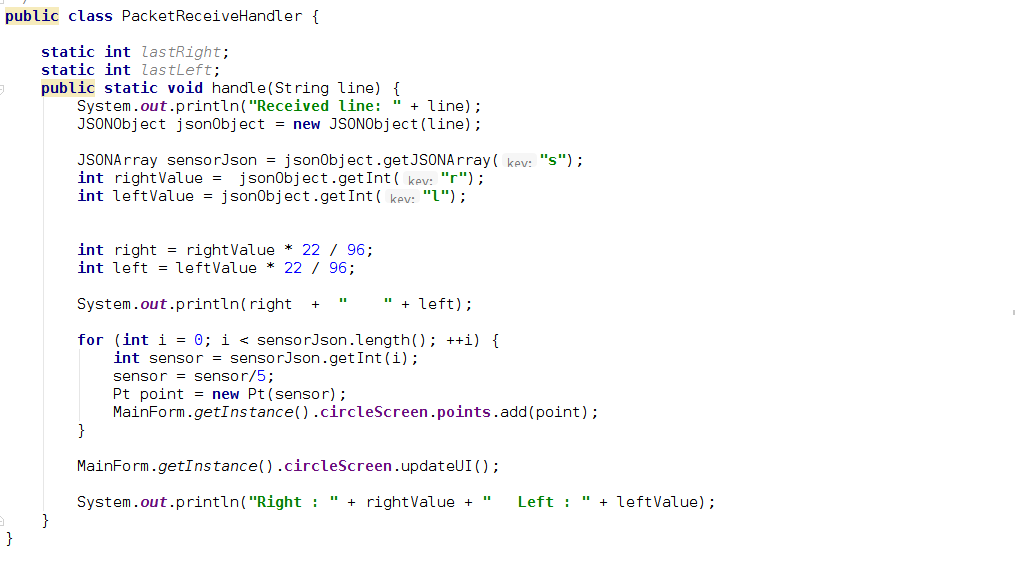 public class PacketReceiveHandler {
static int lastRight;
static int lastLeft;
public static void handle(String line) {
System.out.println("Received line: " + line);
JSONObject jsonObject = new JSONObject(line);
JSONArray sensorJson = jsonObject.getJSONArray( key: "s");
int rightValue =  jsonObject.getInt( key: "r");
int leftValue = jsonObject.getInt( key: "l");
int right = rightValue * 22 / 96;
int left = leftValue * 22 / 96;
System.out.println(right  +  "    " + left);
for (int i = 0; i < sensorJson.length(); ++i) {
int sensor = sensorJson.getInt(i);
sensor = sensor/5;
Pt point = new Pt(sensor);
MainForm.getInstance().circleScreen.points.add(point);
}
MainForm.getInstance().circleScreen.updateUI();
System.out.println("Right : " + rightValue + "   Left : " + leftValue);
}
}